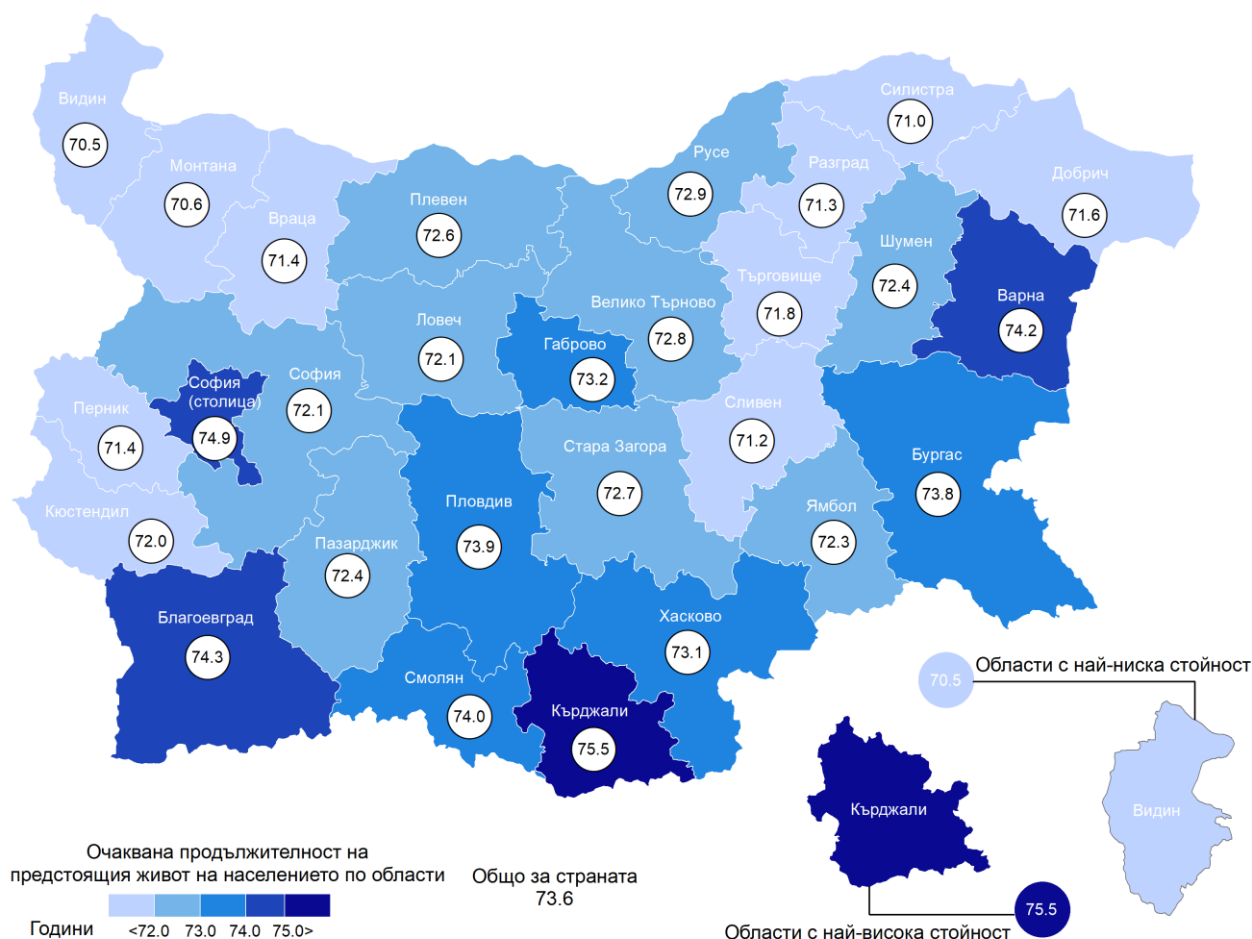 Видин
70.5
Монтана
70.6
Враца
71.4
Плевен
72.6
Русе
72.9
Силистра
71.0
Разград
71.3
Добрич
71.6
Шумен
72.4
Търговище
71.8
Варна
74.2
Велико Търново
72.8
Ловеч
72.1
Габрово
73.2
София
72.1
София
(столица)
74.9
Перник
71.4
Кюстендил
72.0
Сливен
71.2
Стара Загора
72.7
Бургас
73.8
Ямбол
72.3
Пловдив
73.9
Пазарджик
72.4
Благоевград
74.3
Хасково
73.1
Смолян
74.0
Кърджали
75.5
70.5
Области с най-ниска стойност
Кърджали
Видин
75.5
Области с най-висока стойност
Очаквана продължителност на
предстоящия живот на населението по области
Години
<72.0 73.0 74.0 75.0>
Общо за страната
73.6